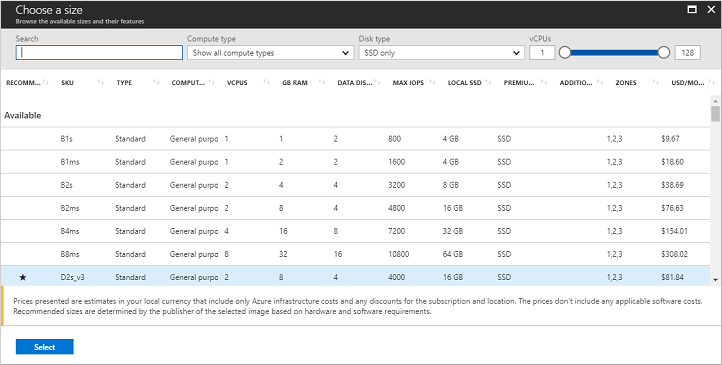 Choose a size
Browse the available sizes and their features
Search Compute type Disk type vCPUs
Show all compute types SSD only 1 128
RECOMM... SKU TYPE COMPUT... VCPUS GB RAM DATA DIS... MAX IOPS LOCAL SSD PREMIU... ADDITIO... ZONES USD/MO...
Available
B1s Standard General purpo 1 1 2 800 4 GB SSD 1,2,3 $9.67
B1ms Standard General purpo 1 2 2 1600 4 GB SSD 1,2,3 $18.60
B2s Standard General purpo 2 4 4 3200 8 GB SSD 1,2,3 $38.69
B2ms Standard General purpo 2 8 4 4800 16 GB SSD 1,2,3 $76.63
B4ms Standard General purpo 4 16 8 7200 32 GB SSD 1,2,3 $154.01
B8ms Standard General purpo 8 32 16 10800 64 GB SSD 1,2,3 $308.02
★ D2s_v3 Standard General purpo 2 8 4 4000 16 GB SSD 1,2,3 $81.84
Prices presented are estimates in your local currency that include only Azure infrastructure costs and any discounts for the subscription and location. The prices don't include any applicable software costs.
Recommended sizes are determined by the publisher of the selected image based on hardware and software requirements.
Select